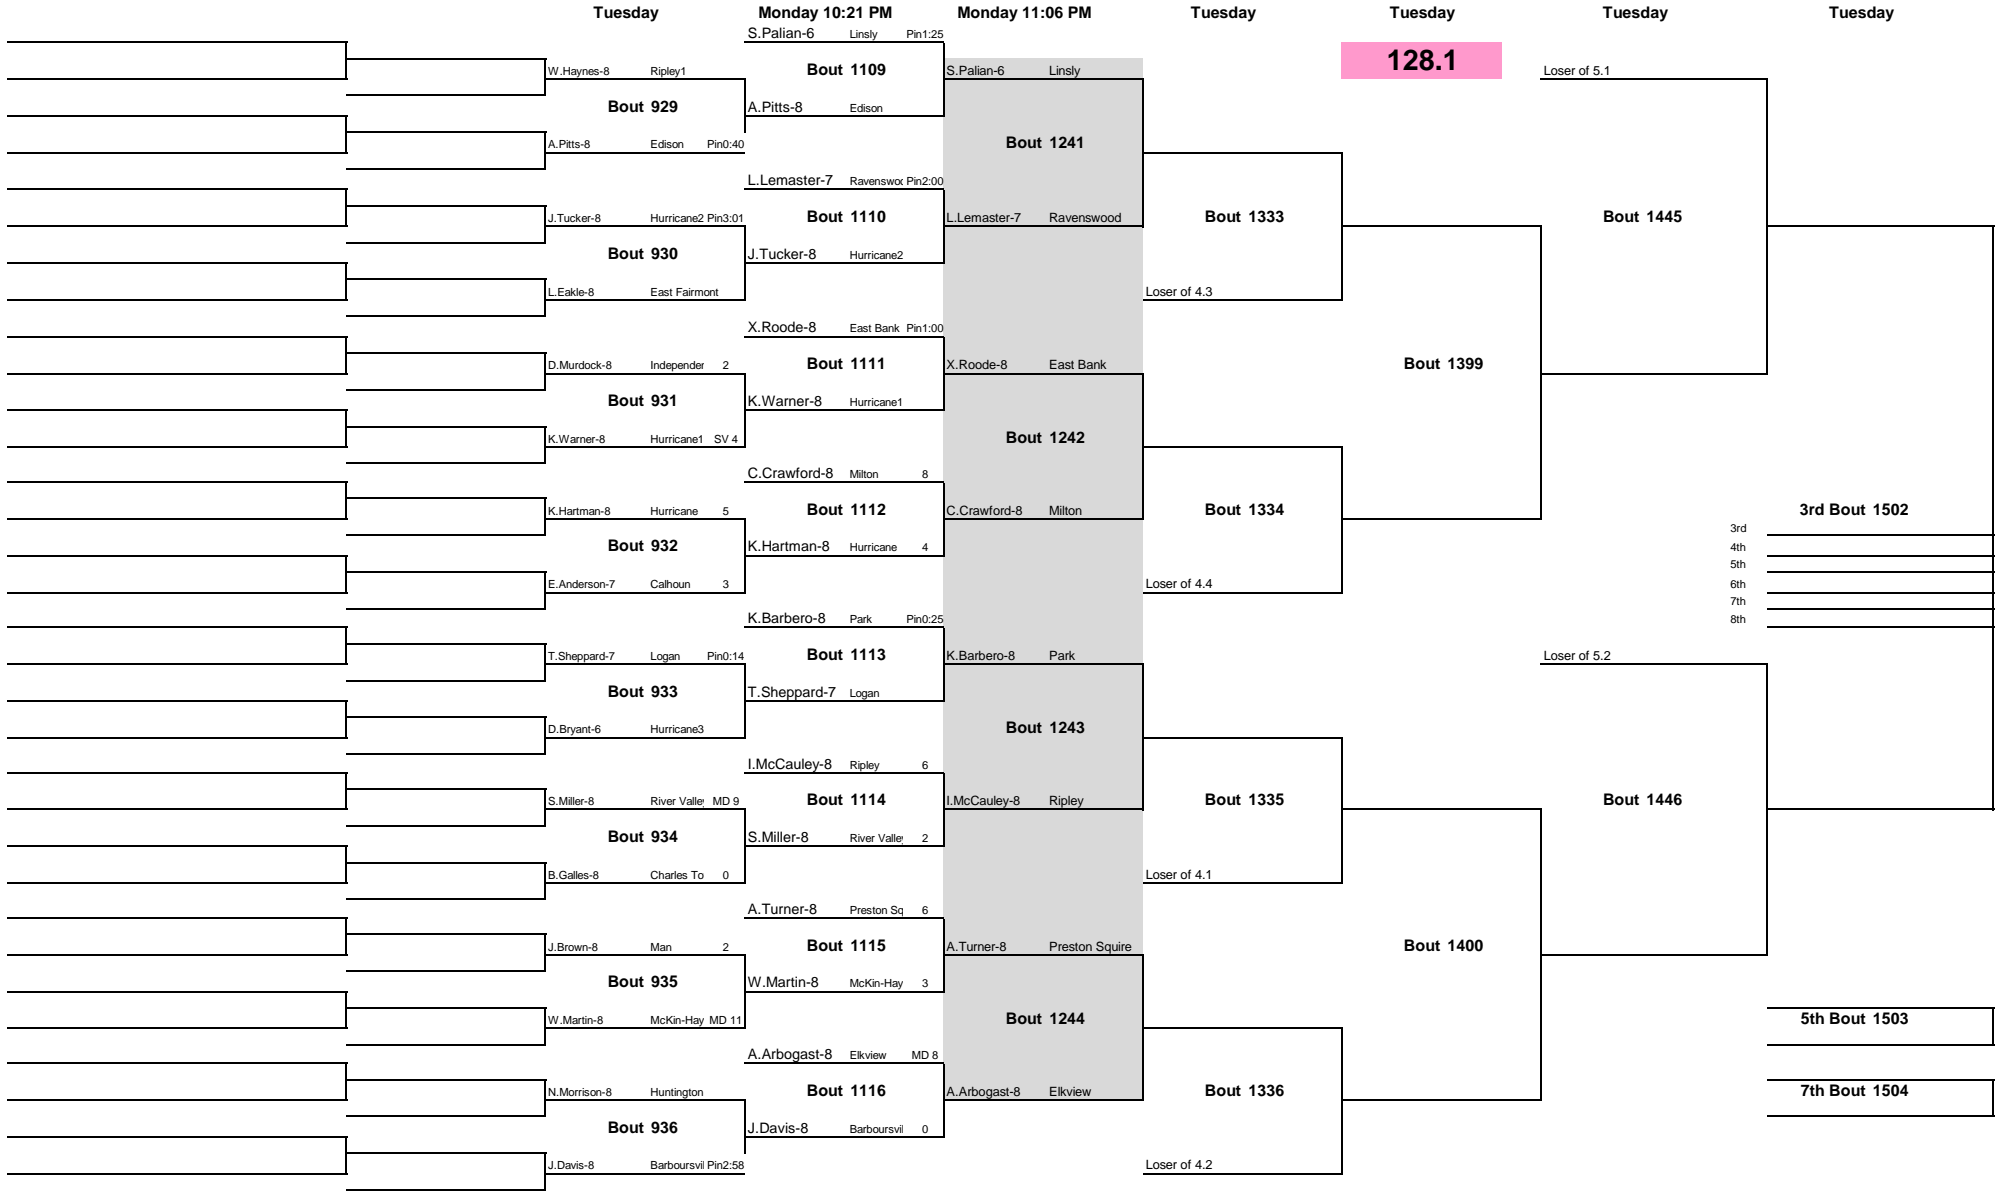 Tuesday Monday 10:21 PM Monday 11:06 PM Tuesday Tuesday Tuesday Tuesday
S.Palian-6 Linsly Pin1:25
128.1
W.Haynes-8 Ripley1 Bout 1109 S.Palian-6 Linsly Loser of 5.1
Bout 929 A.Pitts-8 Edison
A.Pitts-8 Edison Pin0:40 Bout 1241
L.Lemaster-7 Ravenswoo Pin2:00
J.Tucker-8 Hurricane2 Pin3:01 Bout 1110 L.Lemaster-7 Ravenswood Bout 1333 Bout 1445
Bout 930 J.Tucker-8 Hurricane2
L.Eakle-8 East Fairmont Loser of 4.3
X.Roode-8 East Bank Pin1:00
D.Murdock-8 Independer 2 Bout 1111 X.Roode-8 East Bank Bout 1399
Bout 931 K.Warner-8 Hurricane1
K.Warner-8 Hurricane1 SV 4 Bout 1242
C.Crawford-8 Milton 8
K.Hartman-8 Hurricane 5 Bout 1112 C.Crawford-8 Milton Bout 1334 3rd Bout 1502
3rd
Bout 932 K.Hartman-8 Hurricane 4 4th
5th
E.Anderson-7 Calhoun 3 Loser of 4.4 6th
7th
K.Barbero-8 Park Pin0:25 8th
T.Sheppard-7 Logan Pin0:14 Bout 1113 K.Barbero-8 Park Loser of 5.2
Bout 933 T.Sheppard-7 Logan
D.Bryant-6 Hurricane3 Bout 1243
I.McCauley-8 Ripley 6
S.Miller-8 River Valley MD 9 Bout 1114 I.McCauley-8 Ripley Bout 1335 Bout 1446
Bout 934 S.Miller-8 River Valley 2
B.Galles-8 Charles To 0 Loser of 4.1
A.Turner-8 Preston Sq 6
J.Brown-8 Man 2 Bout 1115 A.Turner-8 Preston Squire Bout 1400
Bout 935 W.Martin-8 McKin-Hay 3
W.Martin-8 McKin-Hay MD 11 Bout 1244 5th Bout 1503
A.Arbogast-8 Elkview MD 8
N.Morrison-8 Huntington Bout 1116 A.Arbogast-8 Elkview Bout 1336 7th Bout 1504
Bout 936 J.Davis-8 Barboursvil 0
J.Davis-8 Barboursvil Pin2:58 Loser of 4.2